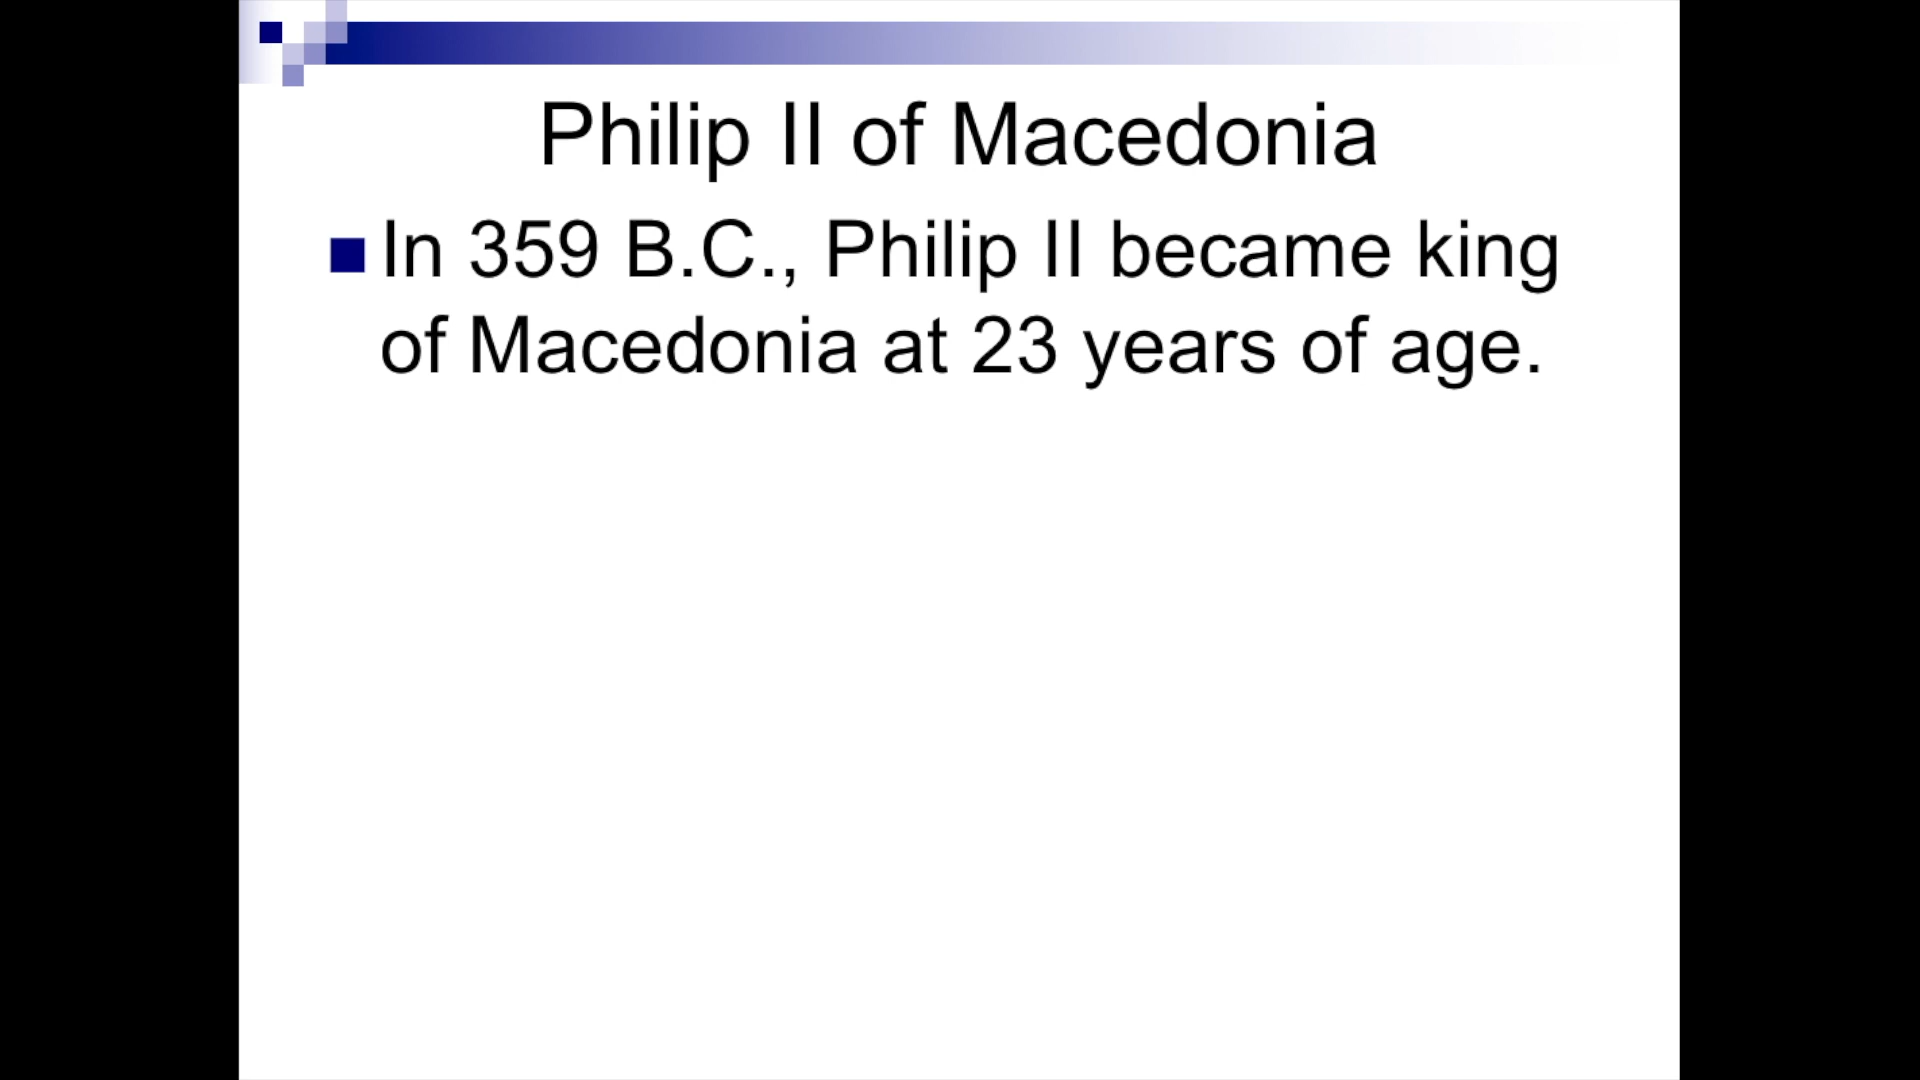 Philip II of Macedonia
In 359 B.C., Philip II became king
of Macedonia at 23 years of age.